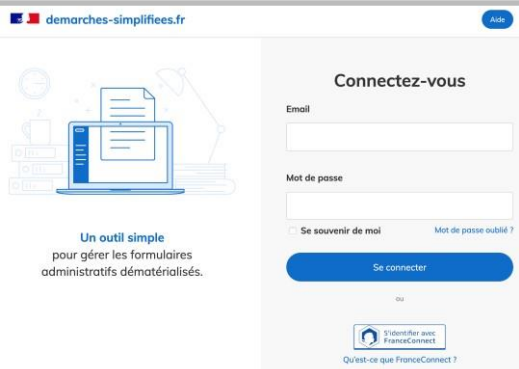 demarches-simplifiees.fr
Aide
Un outil simple
pour gérer les formulaires
administratifs dématérialisés.
Connectez-vous
Email
Mot de passe
Se souvenir de moi
Mot de passe oublié ?
Se connecter
ou
S'identifier avec
FranceConnect
Qu'est-ce que FranceConnect ?